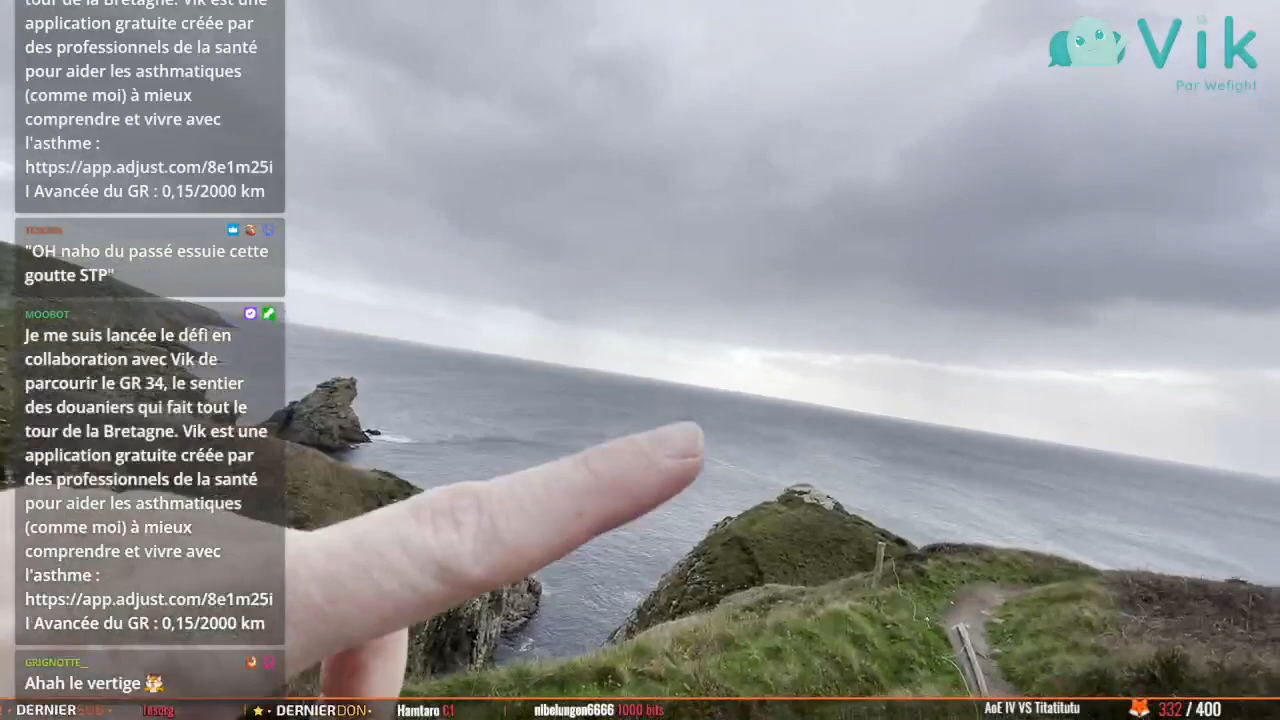 tour de la Bretagne. Vik est une
application gratuite créée par
des professionnels de la santé
pour aider les asthmatiques
(comme moi) à mieux
comprendre et vivre avec
l'asthme :
https://app.adjust.com/8e1m25i
l Avancée du GR : 0,15/2000 km
"OH naho du passé essuie cette
goutte STP"
MOOBOT
Je me suis lancée le défi en
collaboration avec Vik de
parcourir le GR 34, le sentier
des douaniers qui fait tout le
tour de la Bretagne. Vik est une
application gratuite créée par
des professionnels de la santé
pour aider les asthmatiques
(comme moi) à mieux
comprendre et vivre avec
l'asthme :
https://app.adjust.com/8e1m25i
l Avancée du GR : 0,15/2000 km
GRIGNOTTE_
Ahah le vertige
Vik
Par Wefight
• DERNIERSUB • DERNIERDON • Hamtaro €1 nibelungen6666 1000 bits AoE IV VS Titatitutu 332 / 400